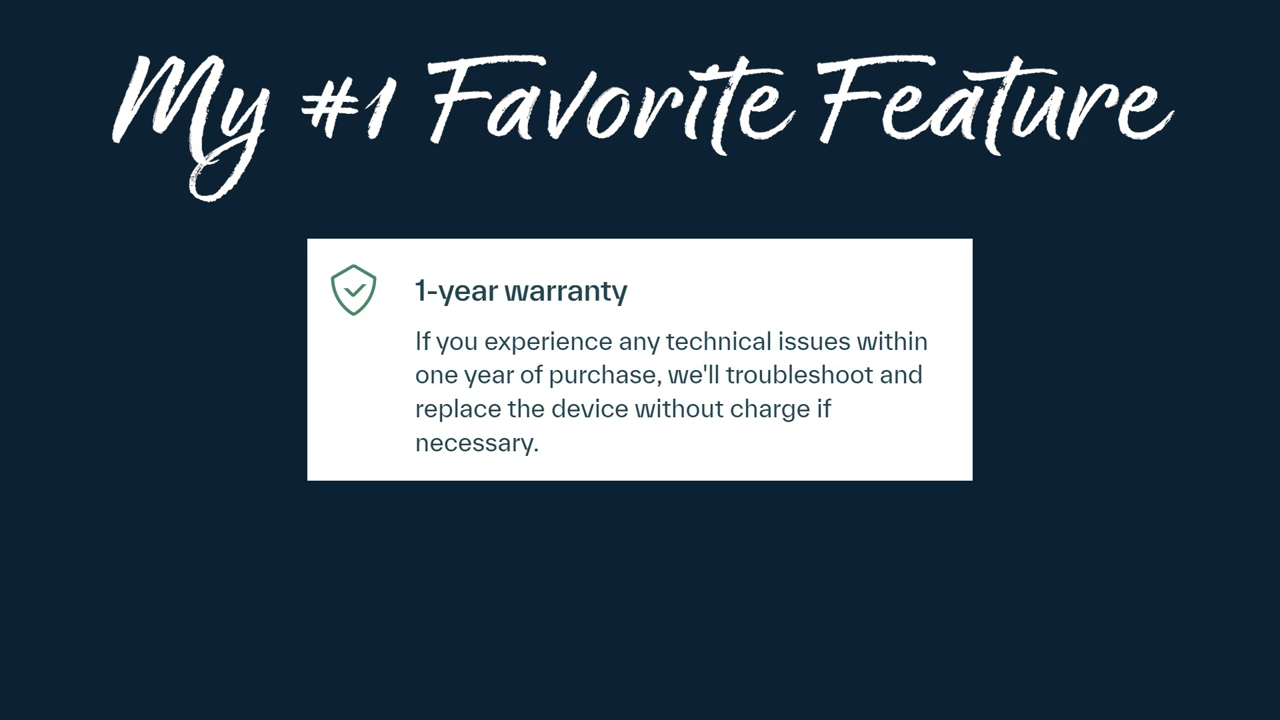 My #1 Favorite Feature
1-year warranty
If you experience any technical issues within
one year of purchase, we'll troubleshoot and
replace the device without charge if
necessary.